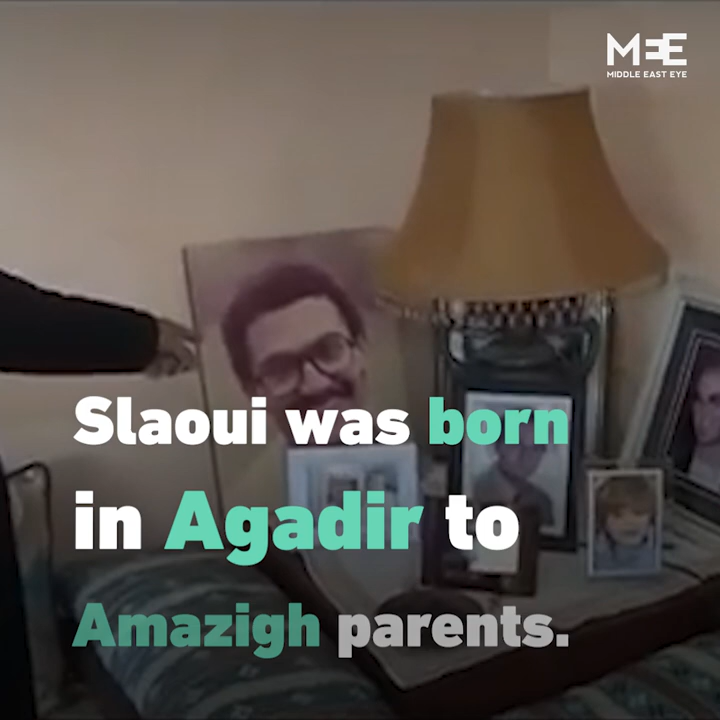 MEE
MIDDLE EAST EYE
Slaoui was born
in Agadir to
Amazigh parents.